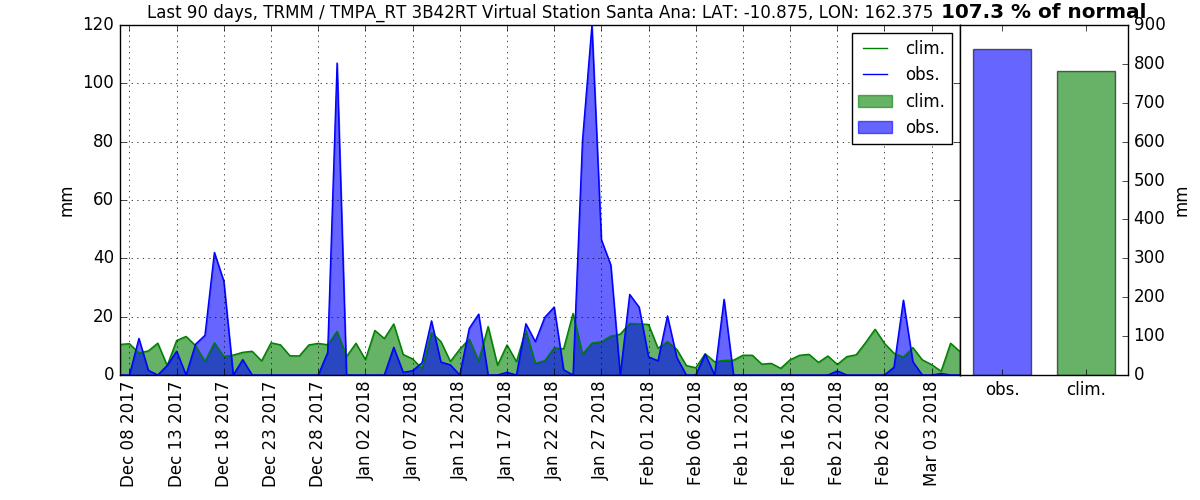 Last 90 days, TRMM / TMPA_RT 3B42RT Virtual Station Santa Ana: LAT: -10.875, LON: 162.375 107.3 % of normal
120
100
80
60
40
20
0
mm
clim.
obs.
clim.
obs.
900
800
700
600
500
400
300
200
100
0
mm
Dec 08 2017
Dec 13 2017
Dec 18 2017
Dec 23 2017
Dec 28 2017
Jan 02 2018
Jan 07 2018
Jan 12 2018
Jan 17 2018
Jan 22 2018
Jan 27 2018
Feb 01 2018
Feb 06 2018
Feb 11 2018
Feb 16 2018
Feb 21 2018
Feb 26 2018
Mar 03 2018
obs.
clim.